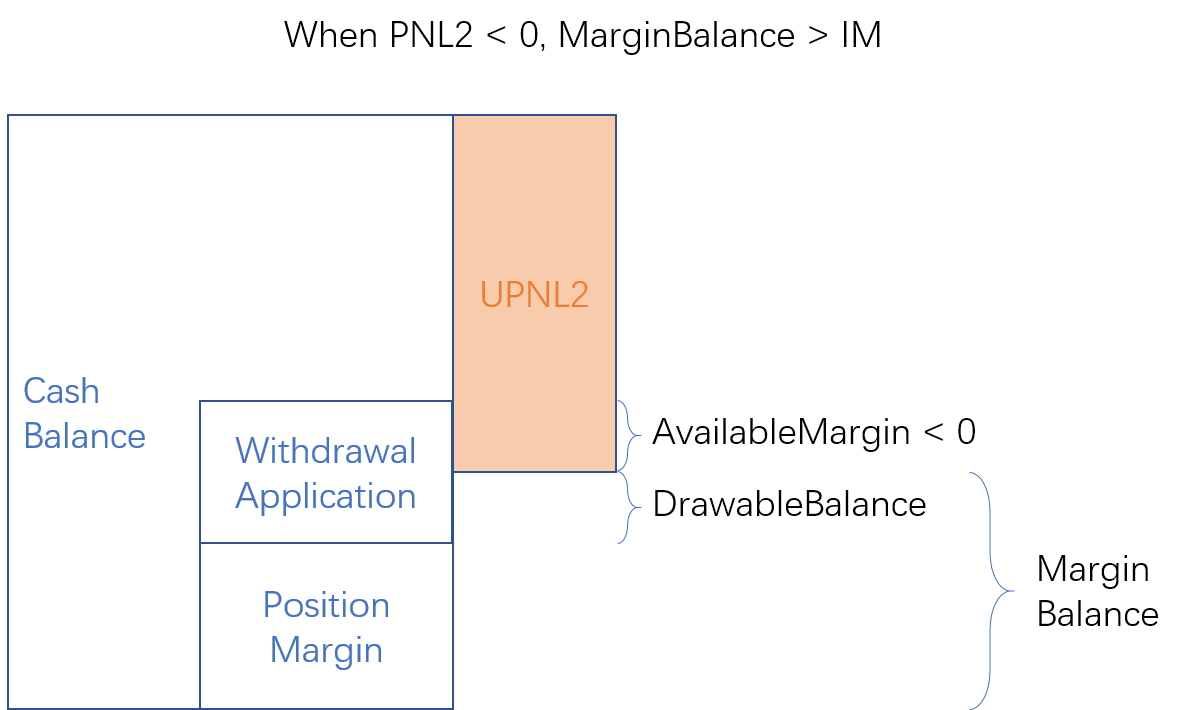 When PNL2 < 0, MarginBalance > IM
UPNL2
Cash
Balance
Withdrawal
Application
AvailableMargin < 0
DrawableBalance
Position
Margin
Margin
Balance